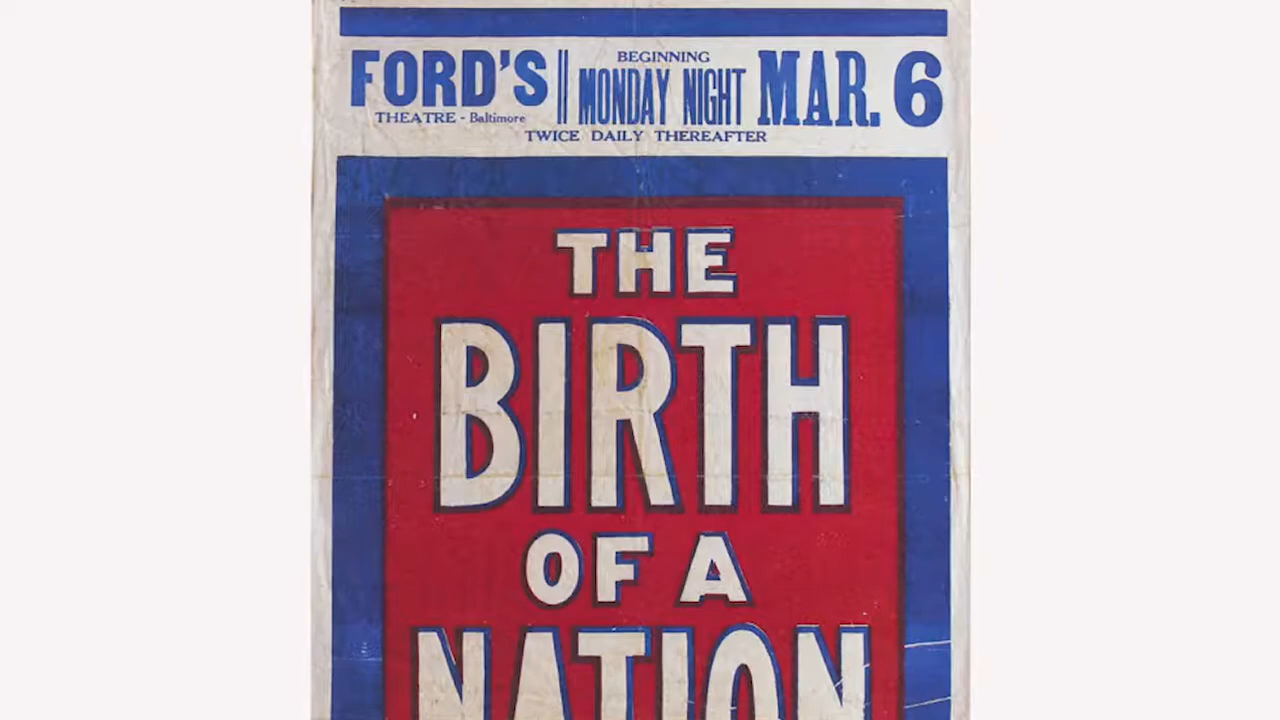 FORD'S
THEATRE - Baltimore
BEGINNING
MONDAY NIGHT
MAR. 6
TWICE DAILY THEREAFTER
THE
BIRTH
OF A
NATION